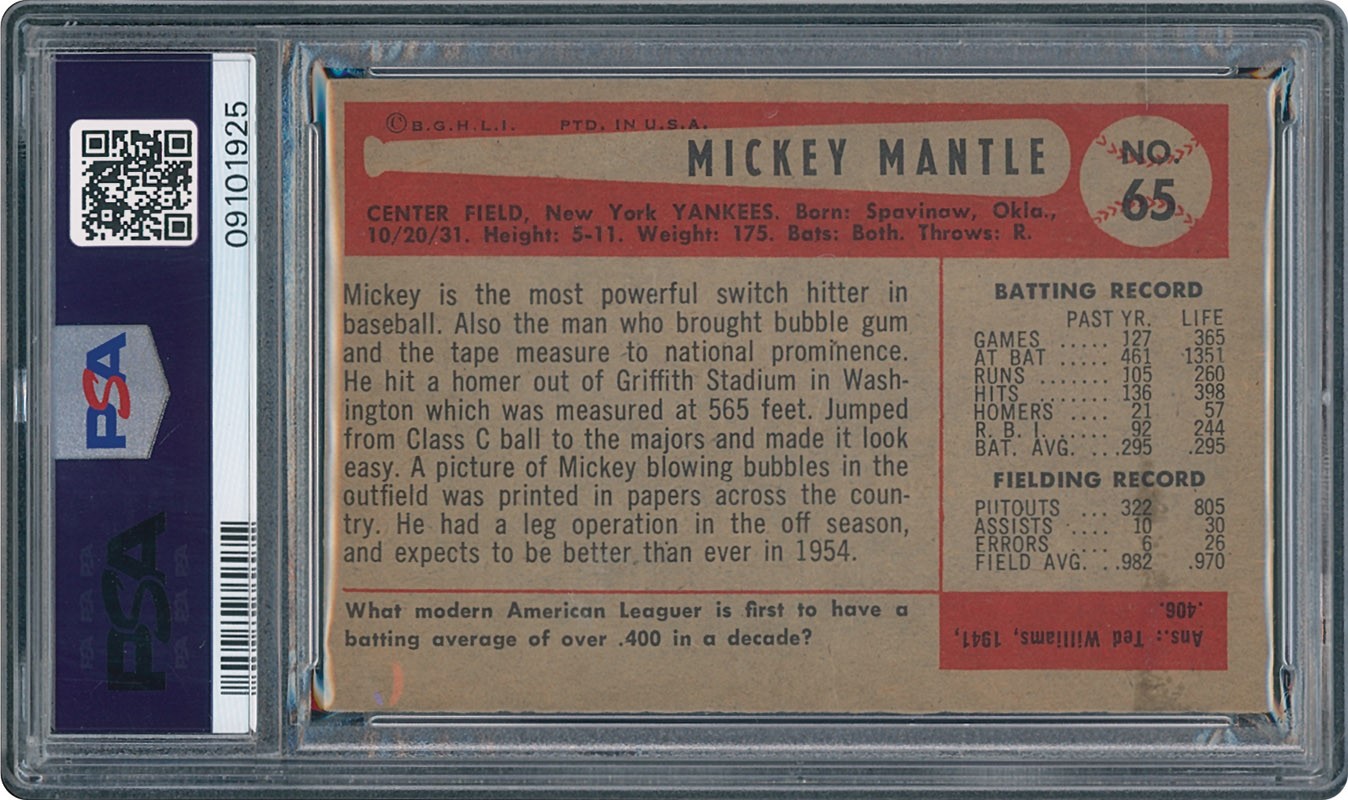 09101925
PSA
PSA
©B.G.H.L.I. PTD. IN U.S.A.
MICKEY MANTLE
NO.
65
CENTER FIELD, New York YANKEES. Born: Spavinaw, Okla.,
10/20/31. Height: 5-11. Weight: 175. Bats: Both. Throws: R.
Mickey is the most powerful switch hitter in
baseball. Also the man who brought bubble gum
and the tape measure to national prominence.
He hit a homer out of Griffith Stadium in Wash-
ington which was measured at 565 feet. Jumped
from Class C ball to the majors and made it look
easy. A picture of Mickey blowing bubbles in the
outfield was printed in papers across the coun-
try. He had a leg operation in the off season,
and expects to be better than ever in 1954.
What modern American Leaguer is first to have a
batting average of over .400 in a decade?
BATTING RECORD
PAST YR. LIFE
GAMES ..... 127 365
AT BAT ..... 461 1351
RUNS ....... 105 260
HITS ........ 136 398
HOMERS .... 21 57
R. B. I. ...... 92 244
BAT. AVG. ...295 .295
FIELDING RECORD
PUTOUTS ... 322 805
ASSISTS .... 10 30
ERRORS .... 6 26
FIELD AVG. ..982 .970
Ans.: Ted Williams, 1941,
.406.